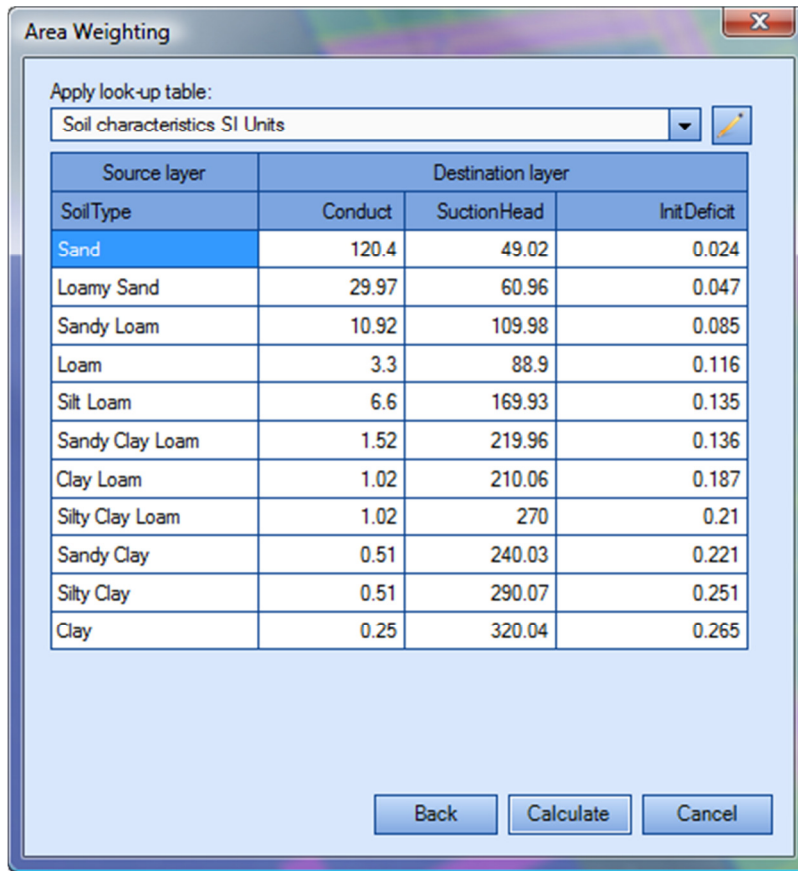 Area Weighting
Apply look-up table:
Soil characteristics SI Units
Source layer Destination layer
SoilType Conduct SuctionHead InitDeficit
Sand 120.4 49.02 0.024
Loamy Sand 29.97 60.96 0.047
Sandy Loam 10.92 109.98 0.085
Loam 3.3 88.9 0.116
Silt Loam 6.6 169.93 0.135
Sandy Clay Loam 1.52 219.96 0.136
Clay Loam 1.02 210.06 0.187
Silty Clay Loam 1.02 270 0.21
Sandy Clay 0.51 240.03 0.221
Silty Clay 0.51 290.07 0.251
Clay 0.25 320.04 0.265
Back Calculate Cancel